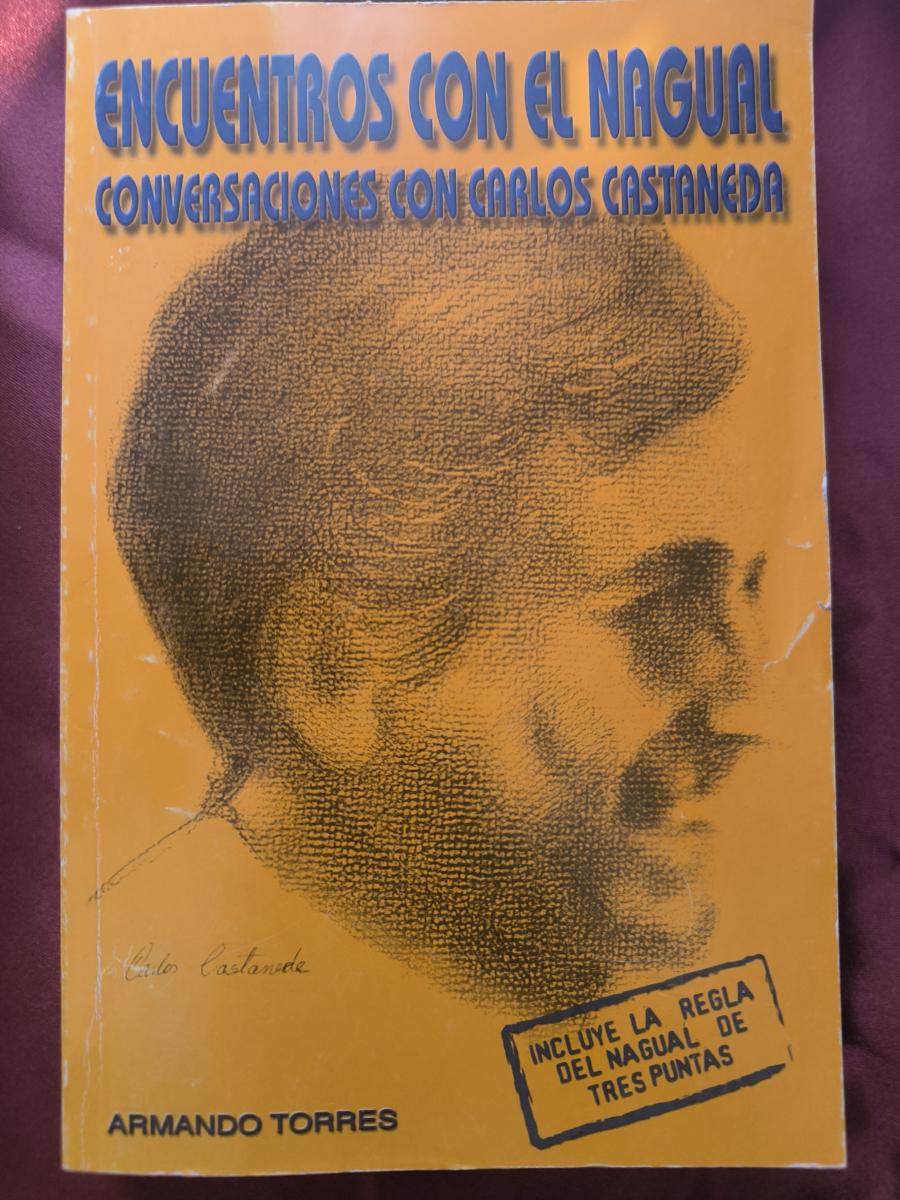 ENCUENTROS CON EL NAGUAL
CONVERSACIONES CON CARLOS CASTANEDA
Carlos Castaneda
INCLUYE LA REGLA
DEL NAGUAL DE
TRES PUNTAS
ARMANDO TORRES